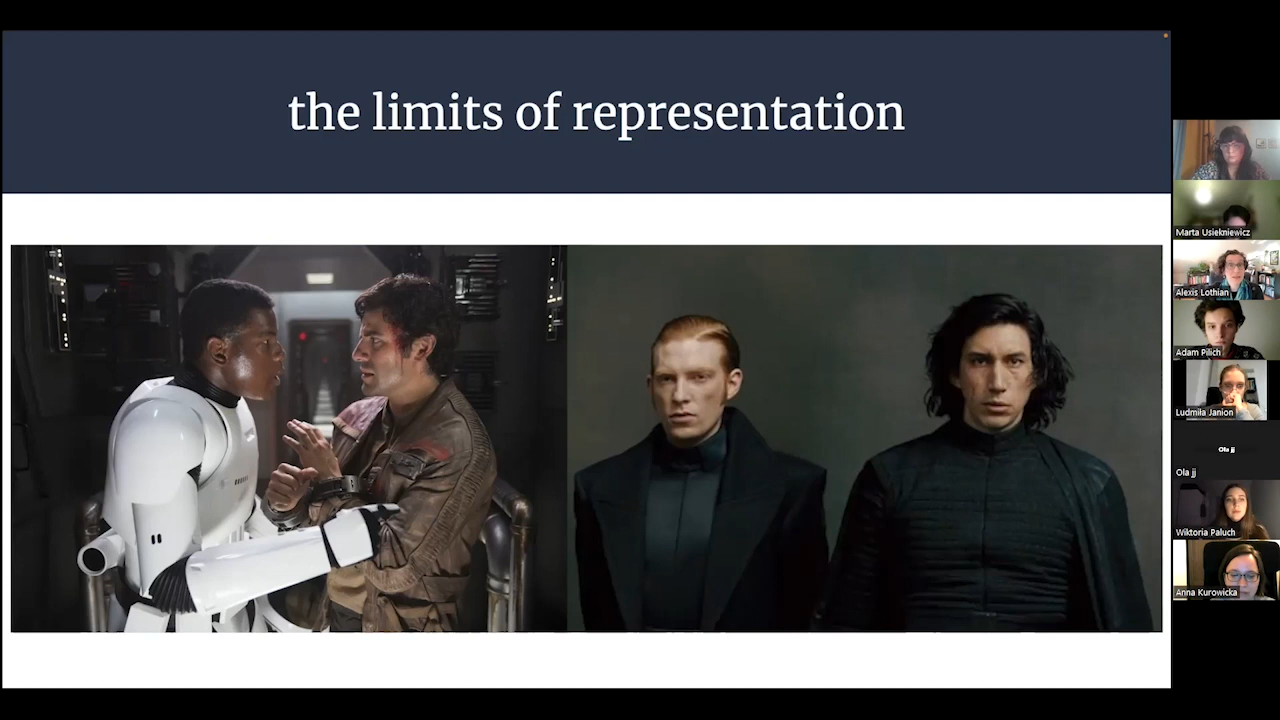 the limits of representation
Marta Usiekniewicz
Alexis Lothian
Adam Pilich
Ludmiła Janion
Ola jj
Ola jj
Wiktoria Paluch
Anna Kurowicka